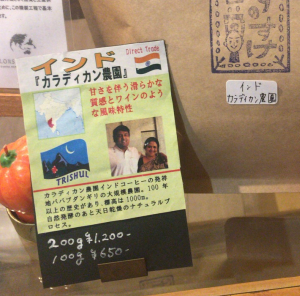 インド
Direct Trade
『カラディカン農園』
甘さを伴う滑らかな
質感とワインのよう
な風味特性
TRISHUL
カラディカン農園インドコーヒーの発祥
地ババブダンギリの大規模農園。100年
以上の歴史があり、標高は1000m。
自然発酵のあと天日乾燥のナチュラルプ
ロセス。
200g ¥1,200-
100g ¥650-
のすけ
インド
カラディカン農園